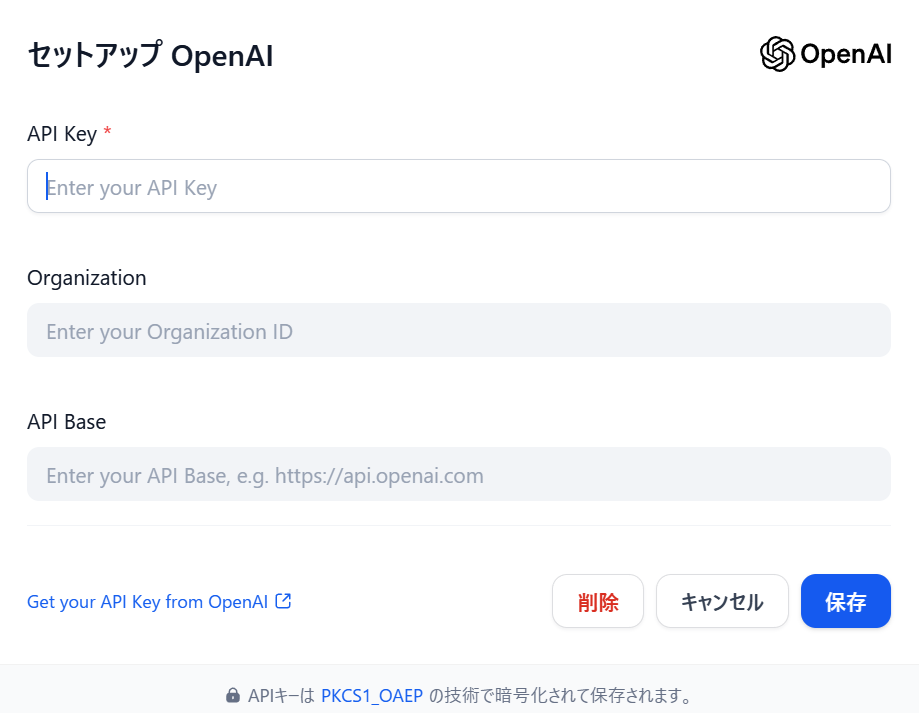 セットアップ OpenAI
OpenAI
API Key *
Enter your API Key
Organization
Enter your Organization ID
API Base
Enter your API Base, e.g. https://api.openai.com
Get your API Key from OpenAI
削除
キャンセル
保存
APIキーは PKCS1_OAEP の技術で暗号化されて保存されます。